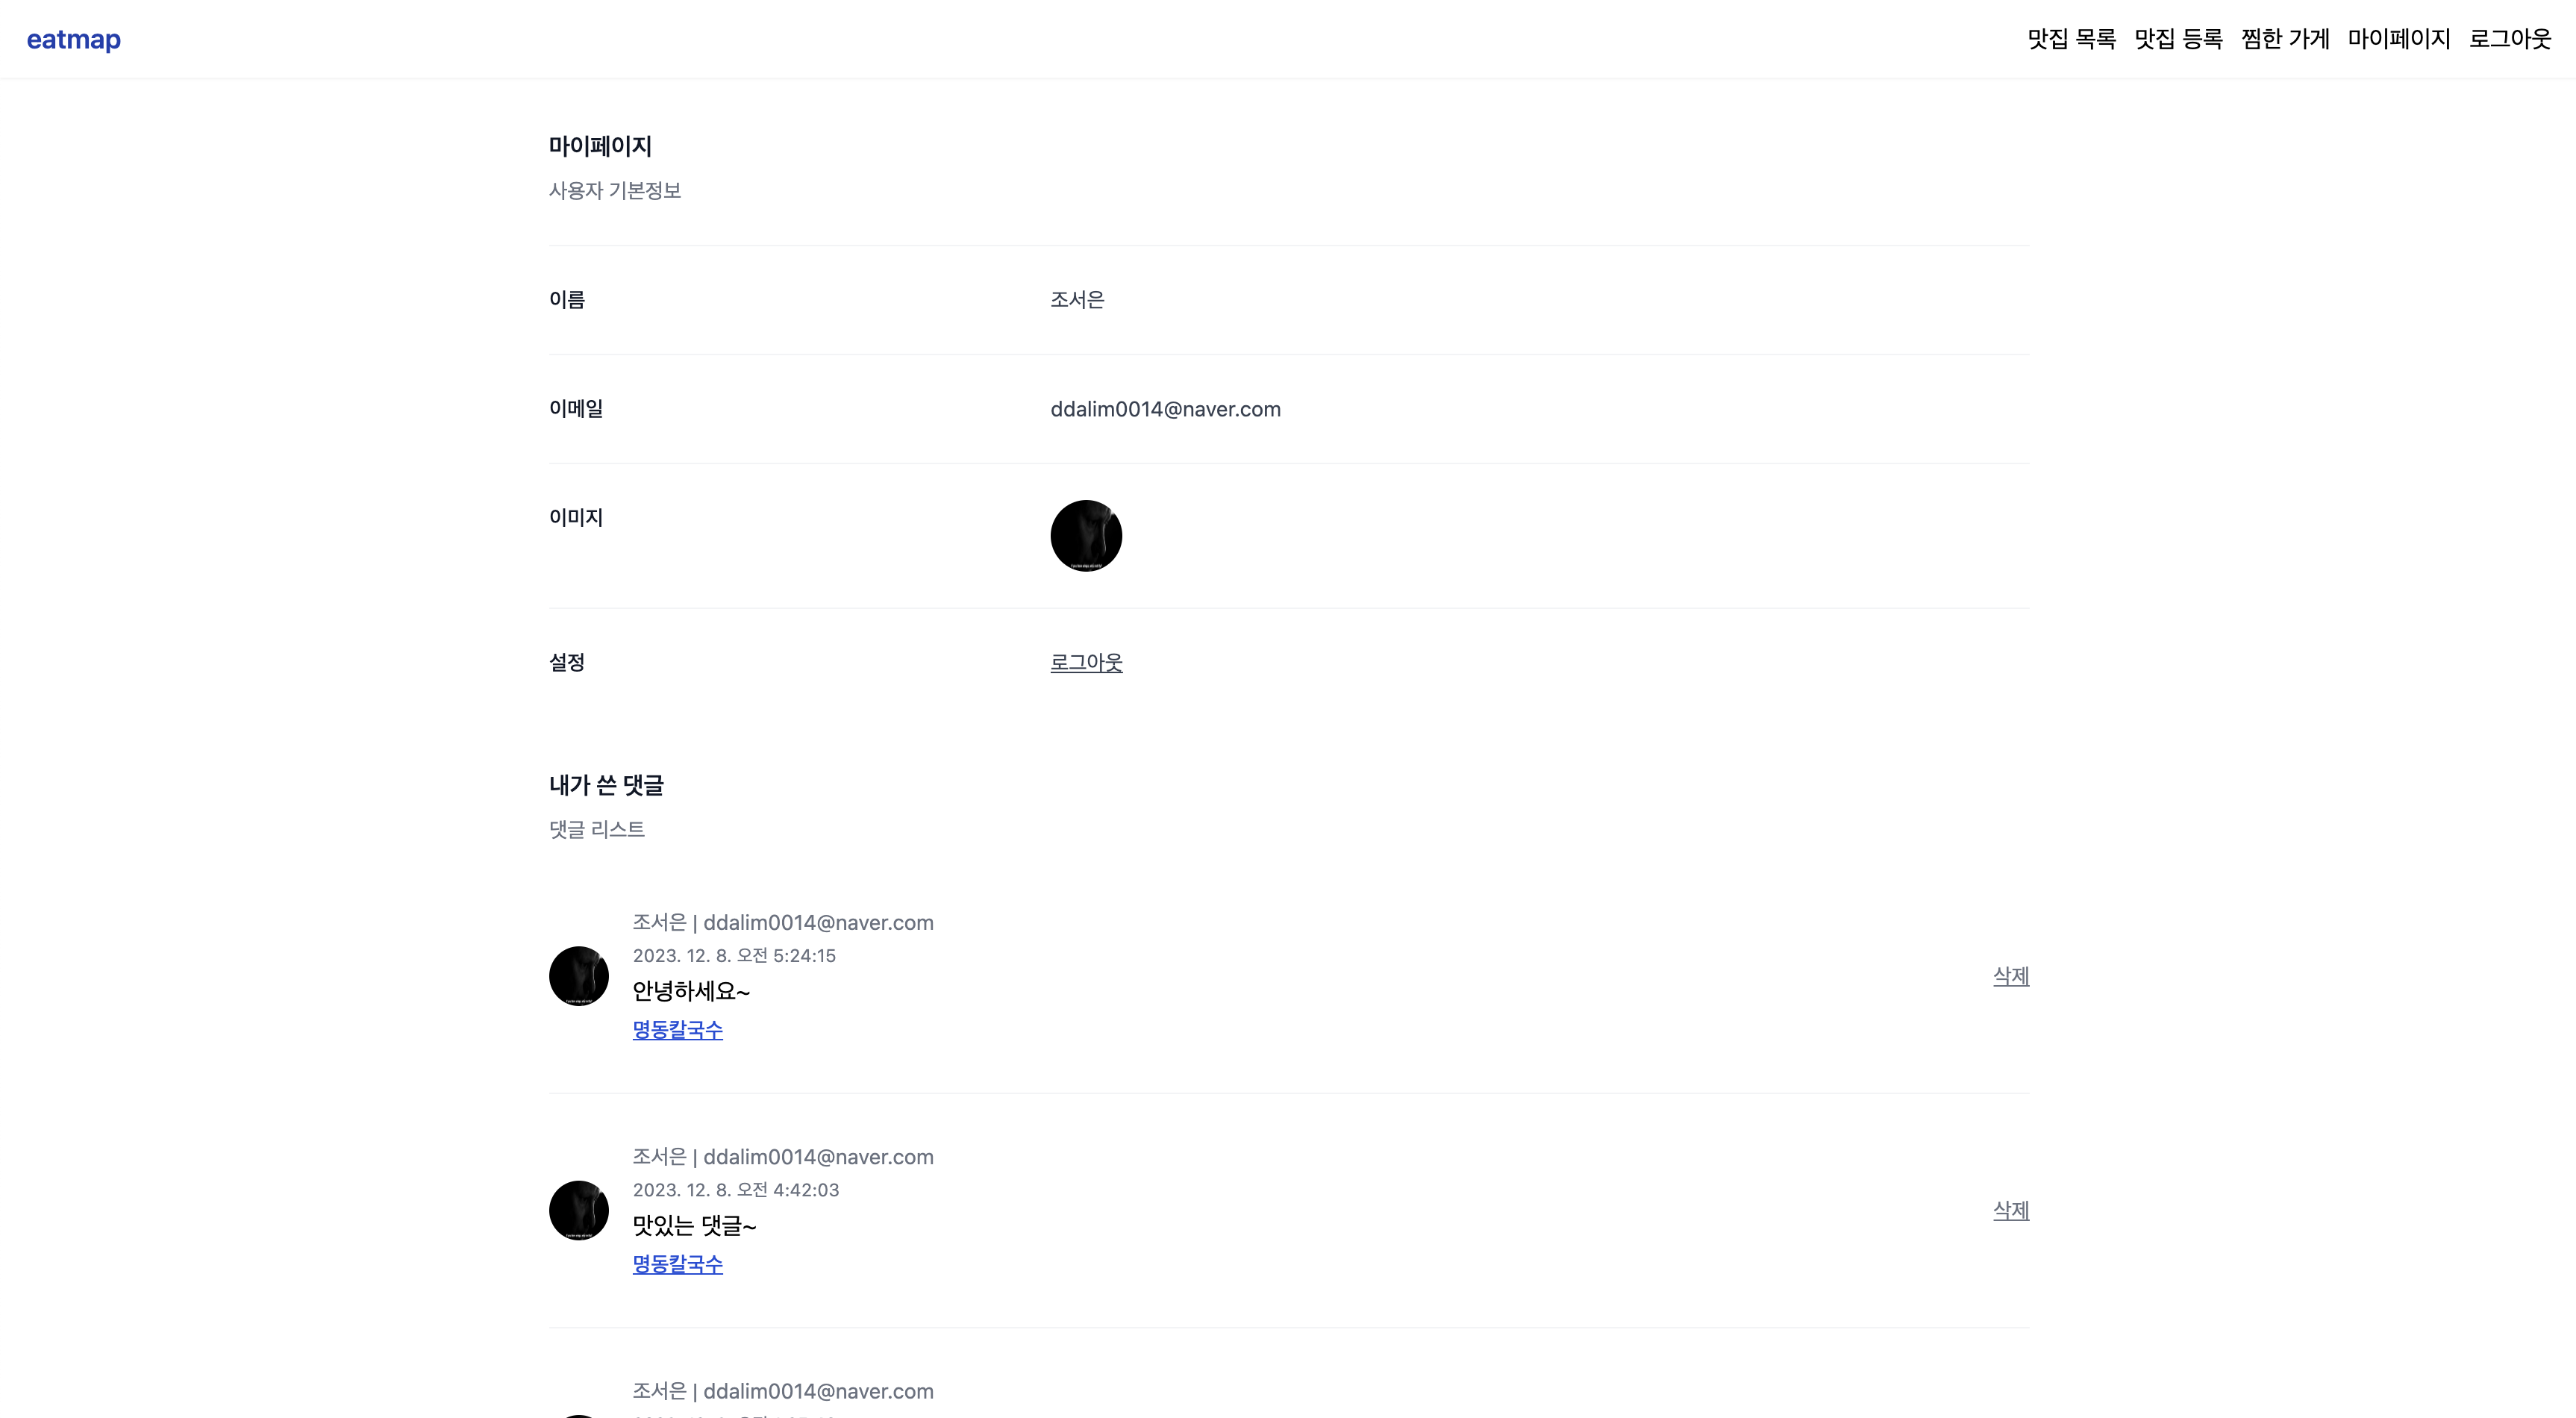 eatmap
맛집 목록 맛집 등록 찜한 가게 마이페이지 로그아웃
마이페이지
사용자 기본정보
이름 조서은
이메일 ddalim0014@naver.com
이미지
설정 로그아웃
내가 쓴 댓글
댓글 리스트
조서은 | ddalim0014@naver.com
2023. 12. 8. 오전 5:24:15
안녕하세요~
명동칼국수
삭제
조서은 | ddalim0014@naver.com
2023. 12. 8. 오전 4:42:03
맛있는 댓글~
명동칼국수
삭제
조서은 | ddalim0014@naver.com